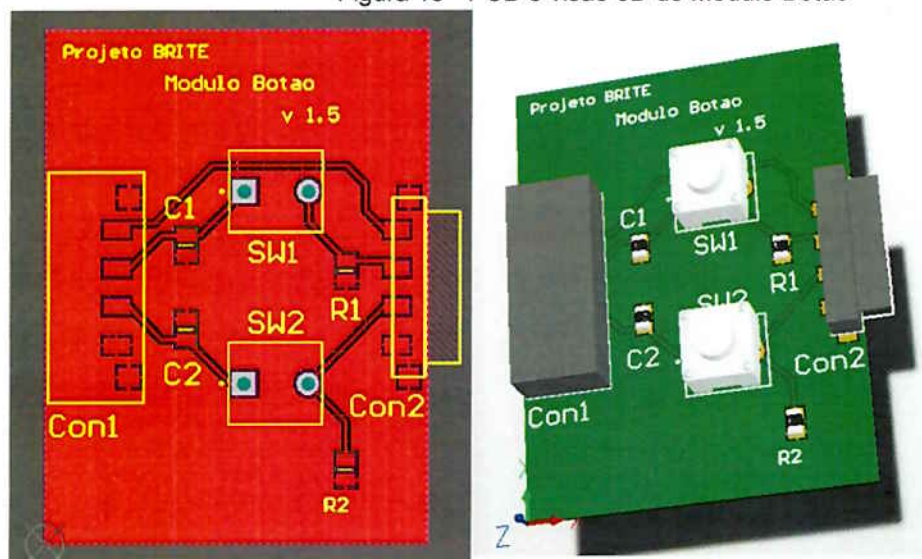 Projeto BRITE
Modulo Botao
v 1.5
C1
SW1
R1
SW2
C2
Con1
Con2
R2
Projeto BRITE
Modulo Botao
v 1.5
C1
SW1
R1
C2
Con1
Con2
R2
Z